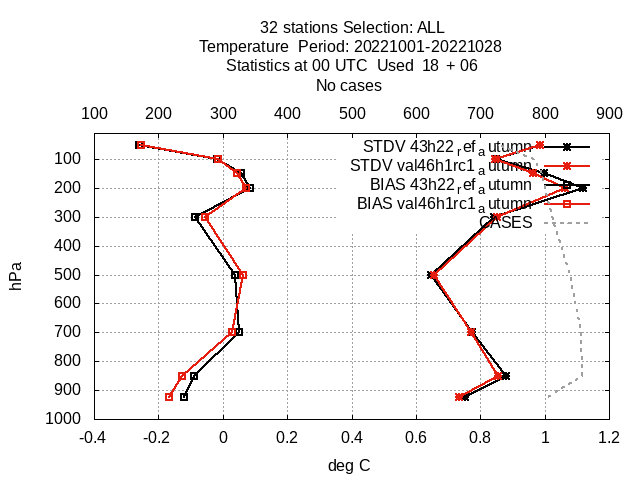 32 stations Selection: ALL
Temperature Period: 20221001-20221028
Statistics at 00 UTC Used 18 + 06
No cases
100 200 300 400 500 600 700 800 900
STDV 43h22_ref_autumn
STDV val46h1rc1_autumn
BIAS 43h22_ref_autumn
BIAS val46h1rc1_autumn
CASES
hPa
100
200
300
400
500
600
700
800
900
1000
-0.4 -0.2 0 0.2 0.4 0.6 0.8 1 1.2
deg C